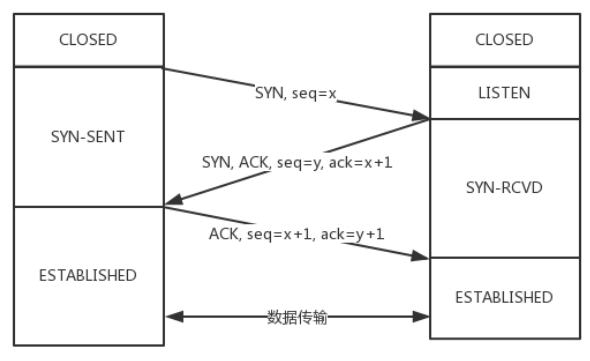 CLOSED
CLOSED
SYN, seq=x
LISTEN
SYN-SENT
SYN, ACK, seq=y, ack=x+1
SYN-RCVD
ACK, seq=x+1, ack=y+1
ESTABLISHED
ESTABLISHED
数据传输